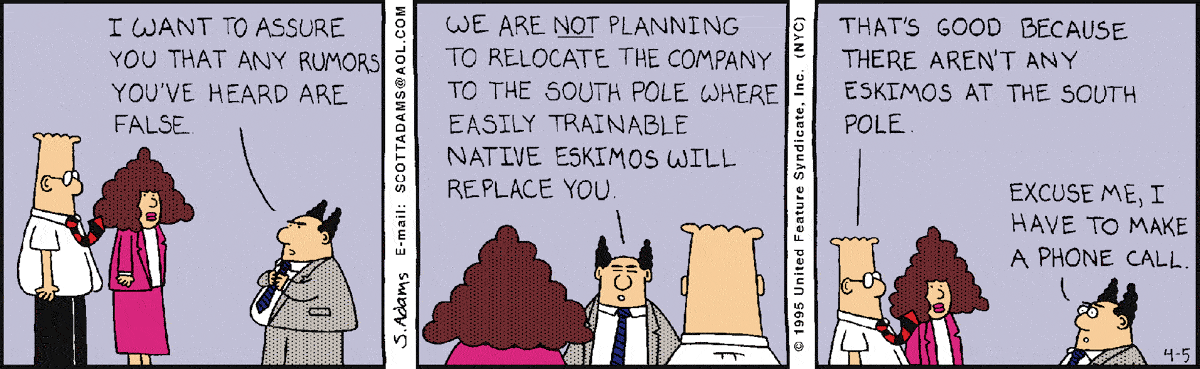 I WANT TO ASSURE
YOU THAT ANY RUMORS
YOU'VE HEARD ARE
FALSE.
S. Adams E-mail: SCOTTADAMS@AOL.COM
WE ARE NOT PLANNING
TO RELOCATE THE COMPANY
TO THE SOUTH POLE WHERE
EASILY TRAINABLE
NATIVE ESKIMOS WILL
REPLACE YOU.
© 1995 United Feature Syndicate, Inc. (NYC)
THAT'S GOOD BECAUSE
THERE AREN'T ANY
ESKIMOS AT THE SOUTH
POLE.
EXCUSE ME, I
HAVE TO MAKE
A PHONE CALL.
4-5